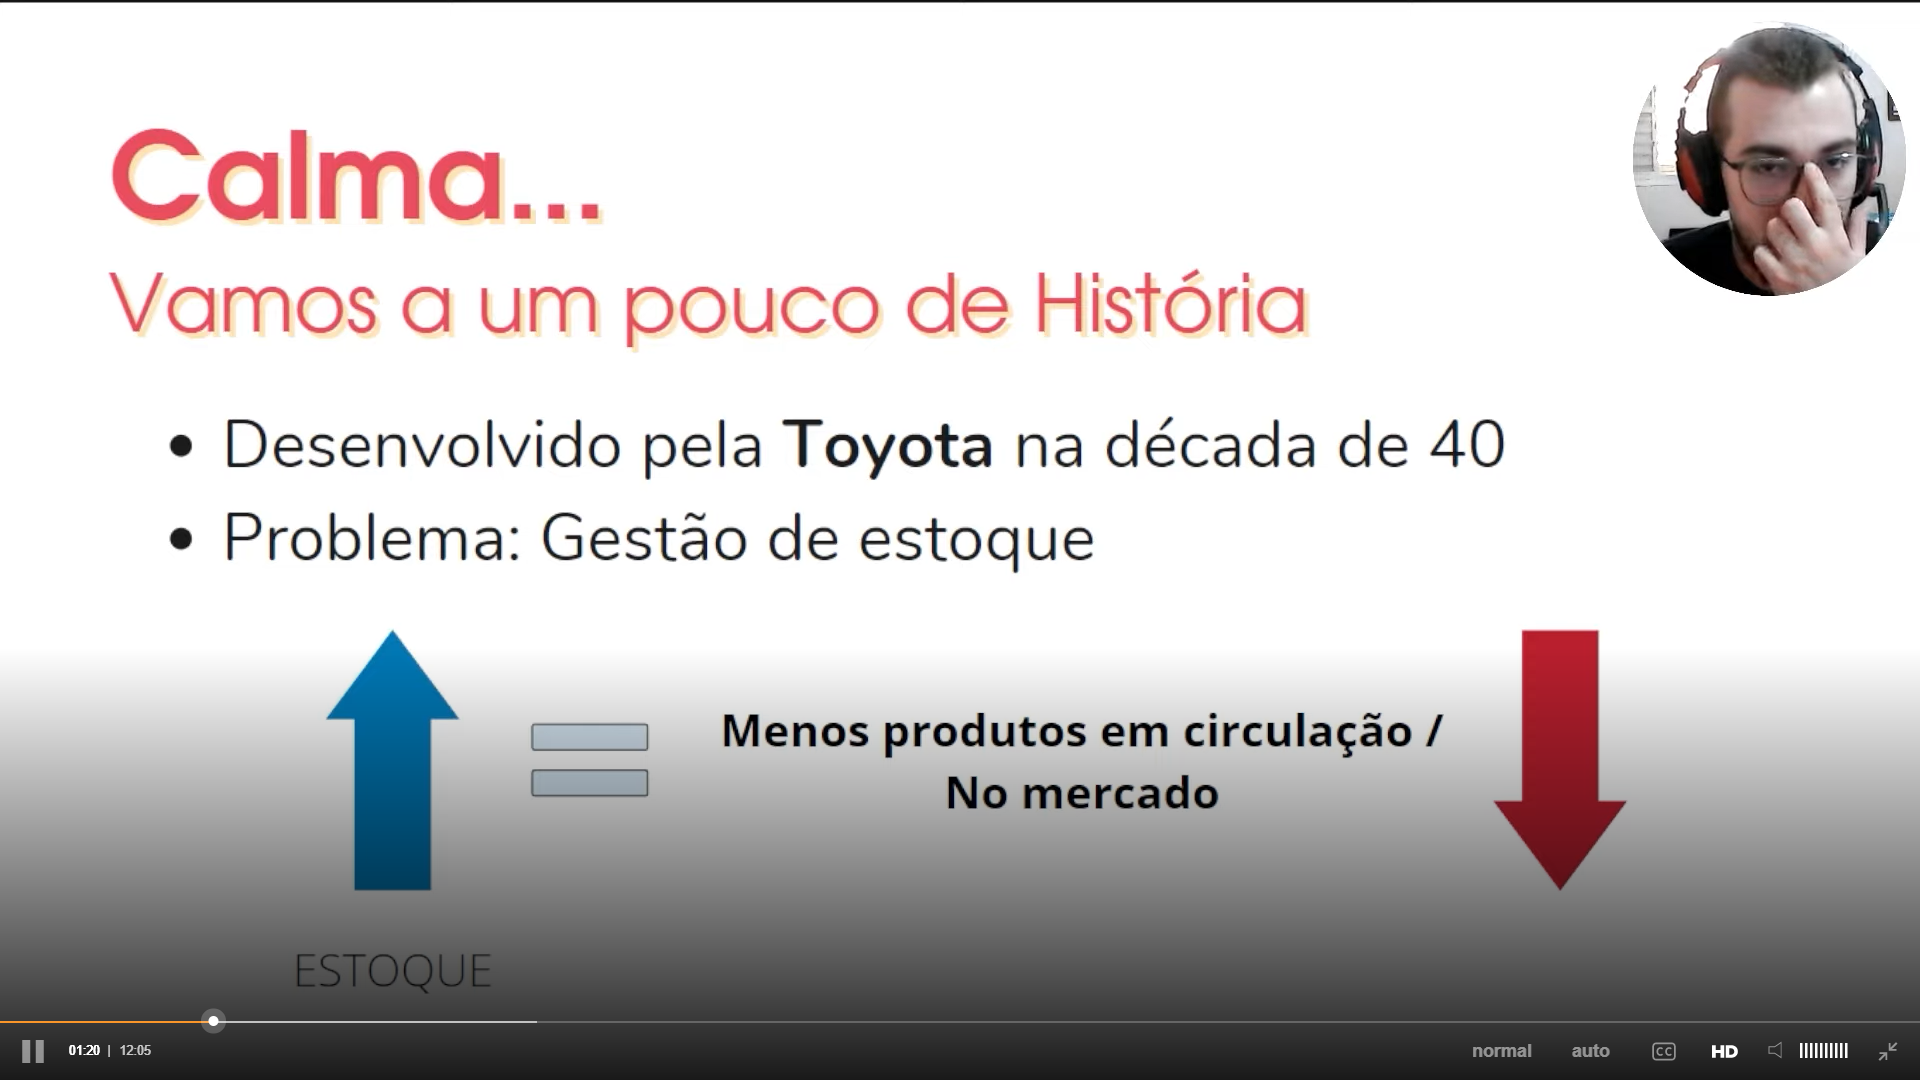 Calma...
Vamos a um pouco de História
• Desenvolvido pela Toyota na década de 40
• Problema: Gestão de estoque
Menos produtos em circulação /
No mercado
ESTOQUE
01:20 | 12:05
normal auto CC HD